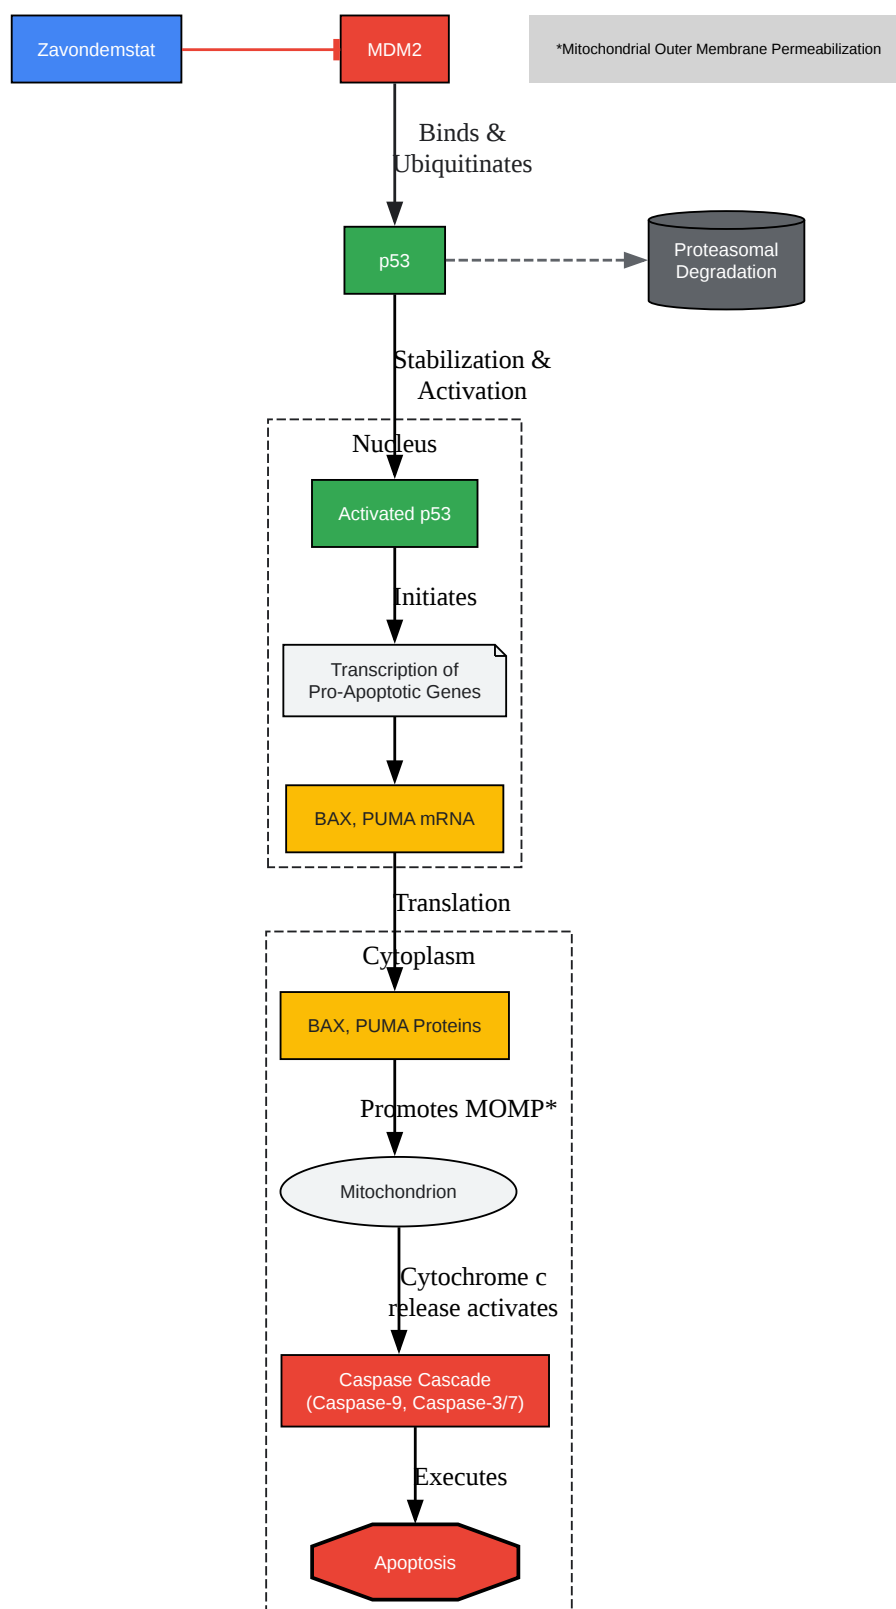 Zavondemstat
MDM2
*Mitochondrial Outer Membrane Permeabilization
Binds &
Ubiquitinates
p53
Proteasomal
Degradation
Stabilization &
Activation
Nucleus
Activated p53
Initiates
Transcription of
Pro-Apoptotic Genes
BAX, PUMA mRNA
Translation
Cytoplasm
BAX, PUMA Proteins
Promotes MOMP*
Mitochondrion
Cytochrome c
release activates
Caspase Cascade
(Caspase-9, Caspase-3/7)
Executes
Apoptosis